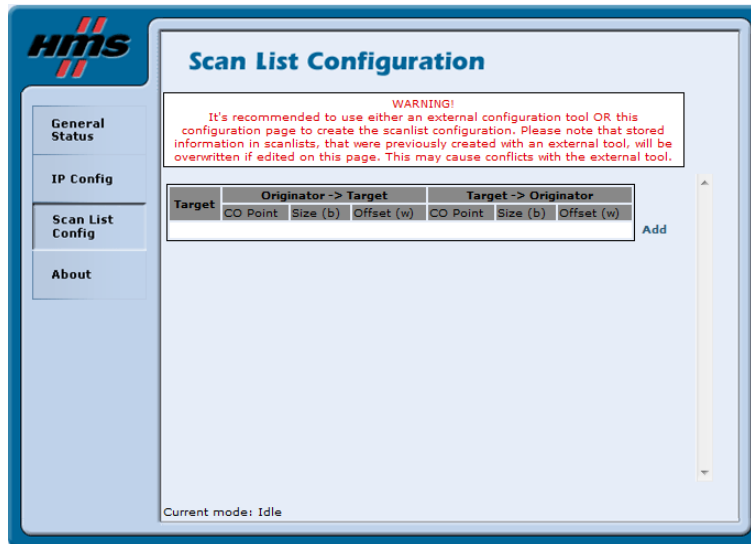 HMS
Scan List Configuration
General
Status
IP Config
Scan List
Config
About
WARNING!
It's recommended to use either an external configuration tool OR this
configuration page to create the scanlist configuration. Please note that stored
information in scanlists, that were previously created with an external tool, will be
overwritten if edited on this page. This may cause conflicts with the external tool.
Target Originator -> Target Target -> Originator
CO Point Size (b) Offset (w) CO Point Size (b) Offset (w)
Add
Current mode: Idle